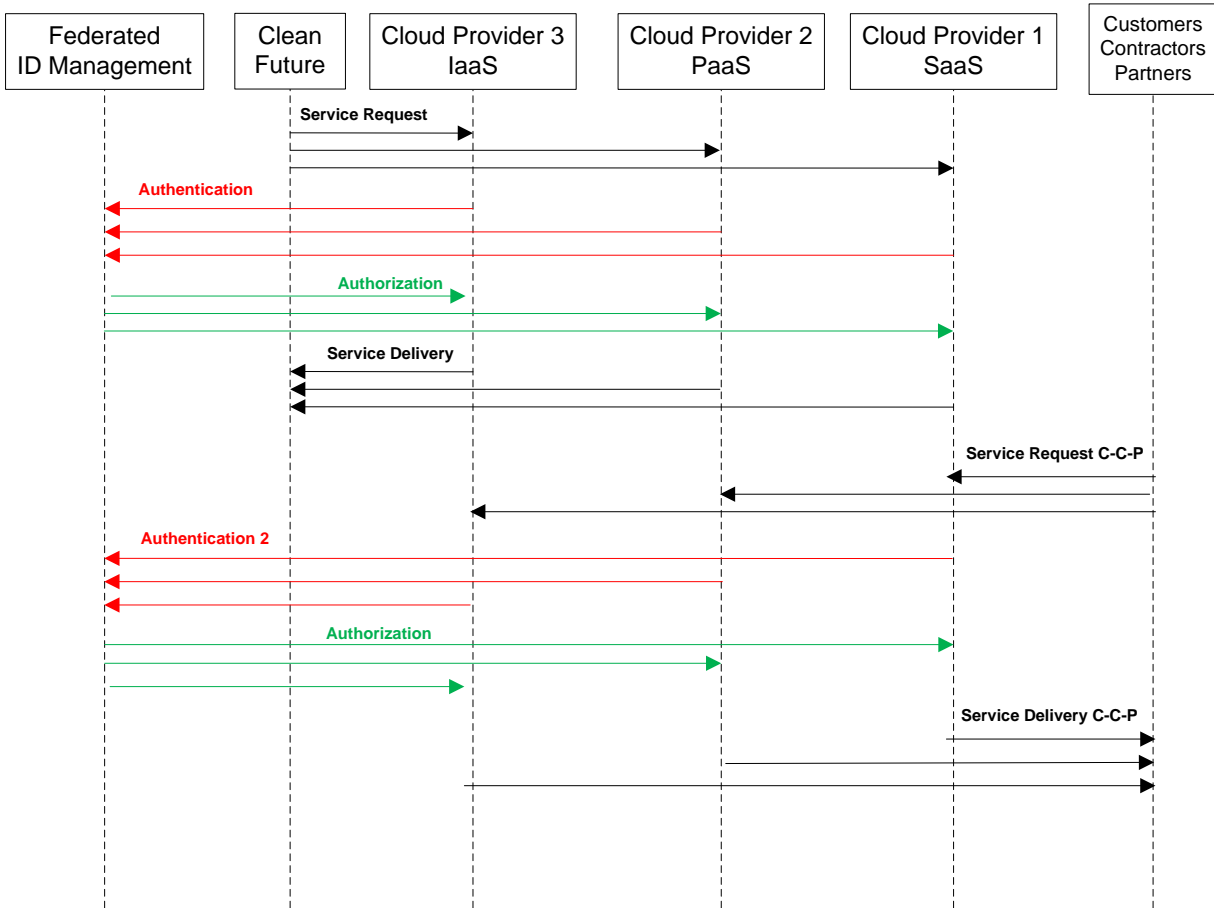 Federated
ID Management
Clean
Future
Cloud Provider 3
IaaS
Cloud Provider 2
PaaS
Cloud Provider 1
SaaS
Customers
Contractors
Partners
Service Request
Authentication
Authorization
Service Delivery
Service Request C-C-P
Authentication 2
Authorization
Service Delivery C-C-P